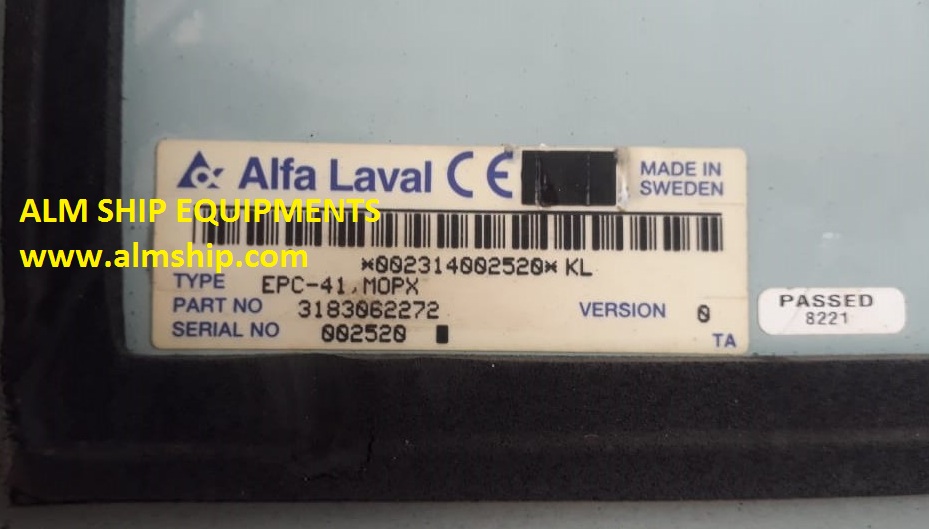 Alfa Laval CE
MADE IN
SWEDEN
ALM SHIP EQUIPMENTS
www.almship.com
*002314002520* KL
TYPE EPC-41, MOPX
PART NO 3183062272 VERSION 0
SERIAL NO 002520
TA
PASSED
8221